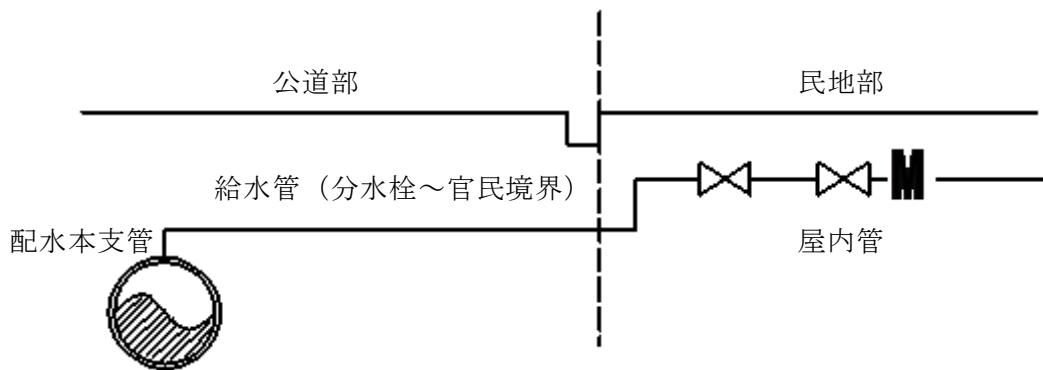 公道部
民地部
給水管（分水栓～官民境界）
M
配水本支管
屋内管